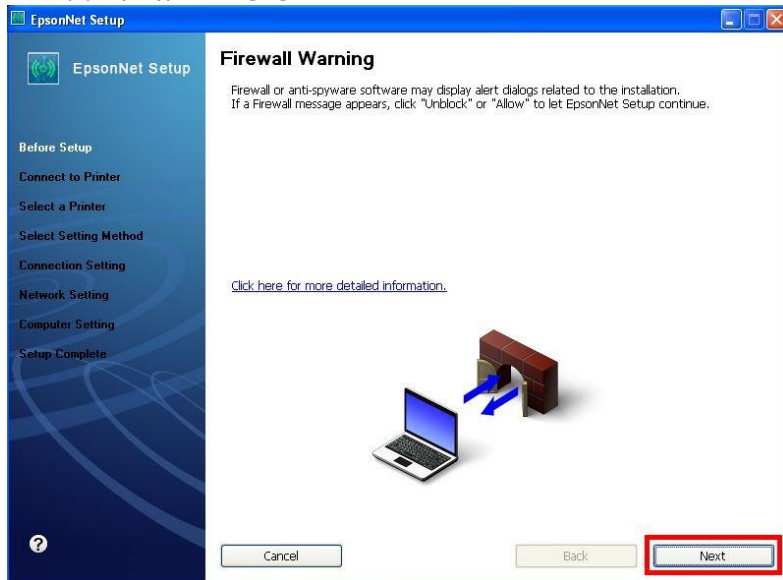 EpsonNet Setup
EpsonNet Setup
Before Setup
Connect to Printer
Select a Printer
Select Setting Method
Connection Setting
Network Setting
Computer Setting
Setup Complete
Firewall Warning
Firewall or anti-spyware software may display alert dialogs related to the installation.
If a Firewall message appears, click "Unblock" or "Allow" to let EpsonNet Setup continue.
Click here for more detailed information.
?
Cancel
Back
Next